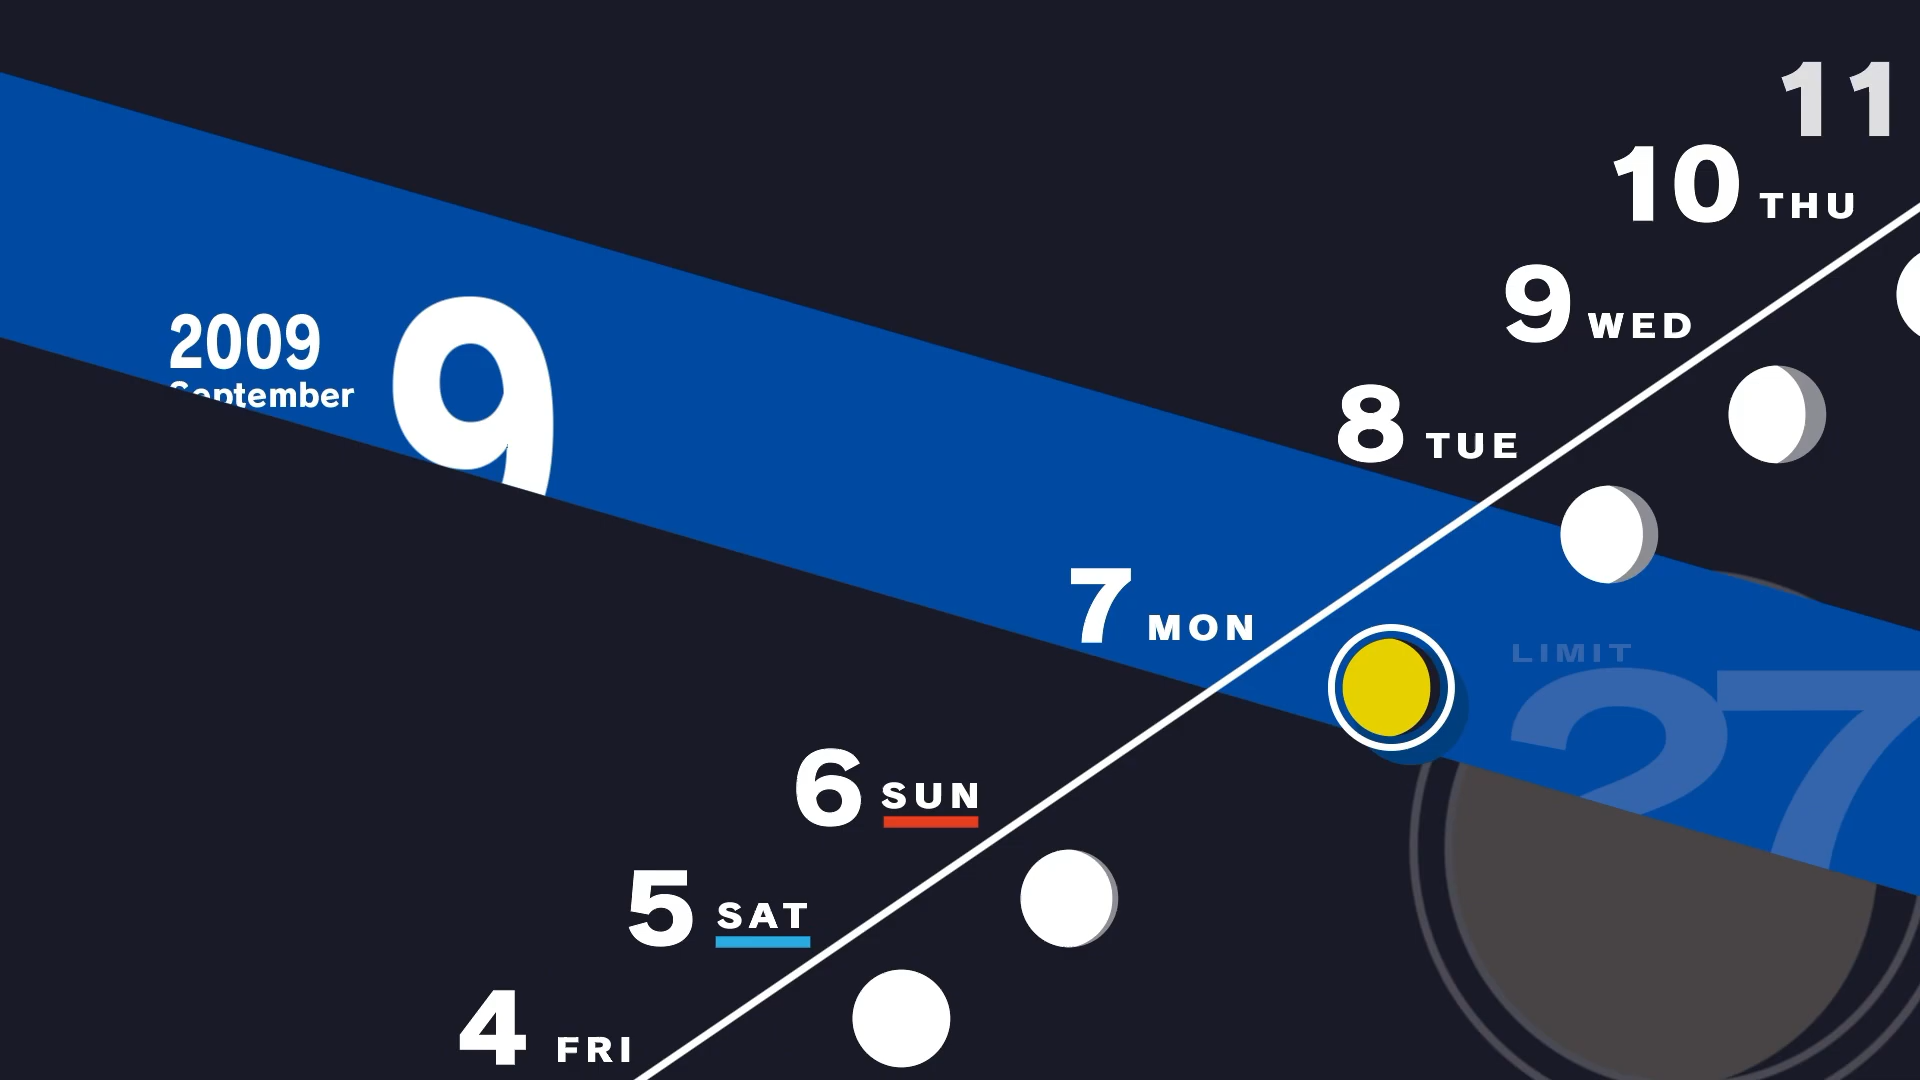 11
10 THU
9 WED
2009
September
9
8 TUE
7 MON
LIMIT
27
6 SUN
5 SAT
4 FRI